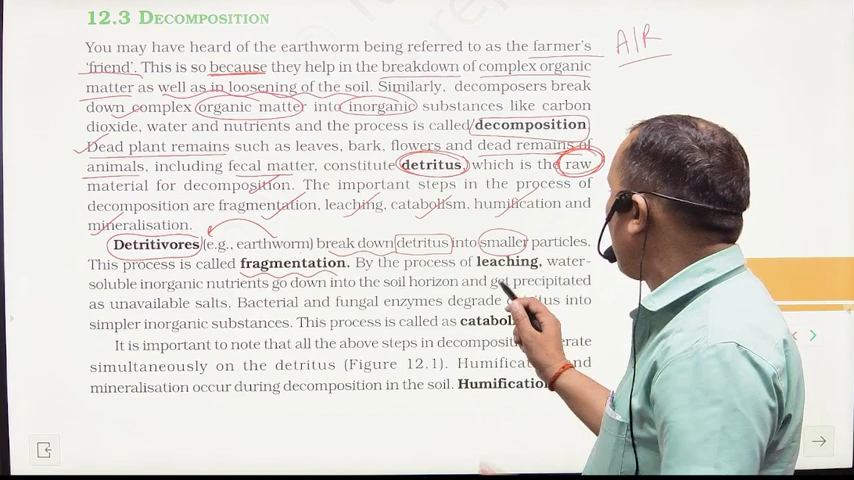 12.3 DECOMPOSITION
You may have heard of the earthworm being referred to as the farmer's
AIR
'friend'. This is so because they help in the breakdown of complex organic
matter as well as in loosening of the soil. Similarly, decomposers break
down complex organic matter into inorganic substances like carbon
dioxide, water and nutrients and the process is called decomposition
Dead plant remains such as leaves, bark, flowers and dead remains of
animals, including fecal matter, constitute detritus, which is the raw
material for decomposition. The important steps in the process of
decomposition are fragmentation, leaching, catabolism, humification and
mineralisation.
Detritivores (e.g., earthworm) break down detritus into smaller particles.
This process is called fragmentation. By the process of leaching, water-
soluble inorganic nutrients go down into the soil horizon and get precipitated
as unavailable salts. Bacterial and fungal enzymes degrade into
simpler inorganic substances. This process is called as
It is important to note that all the above steps in
simultaneously on the detritus (Figure 12.1). and
mineralisation occur during decomposition in the soil. Humification